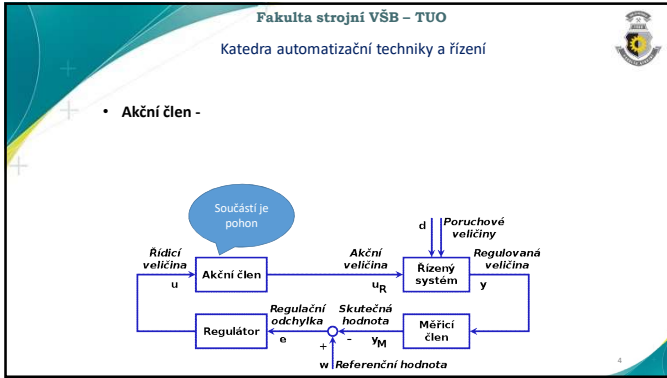 Fakulta strojní VŠB – TUO
Katedra automatizační techniky a řízení
• Akční člen -
Součástí je
pohon
Řídicí
veličina
u
Akční člen
Akční
veličina
uR
d
Poruchové
veličiny
Řízený
systém
Regulovaná
veličina
y
Regulátor
Regulační
odchylka
e
+
-
Skutečná
hodnota
yM
Měřicí
člen
w
Referenční hodnota
4